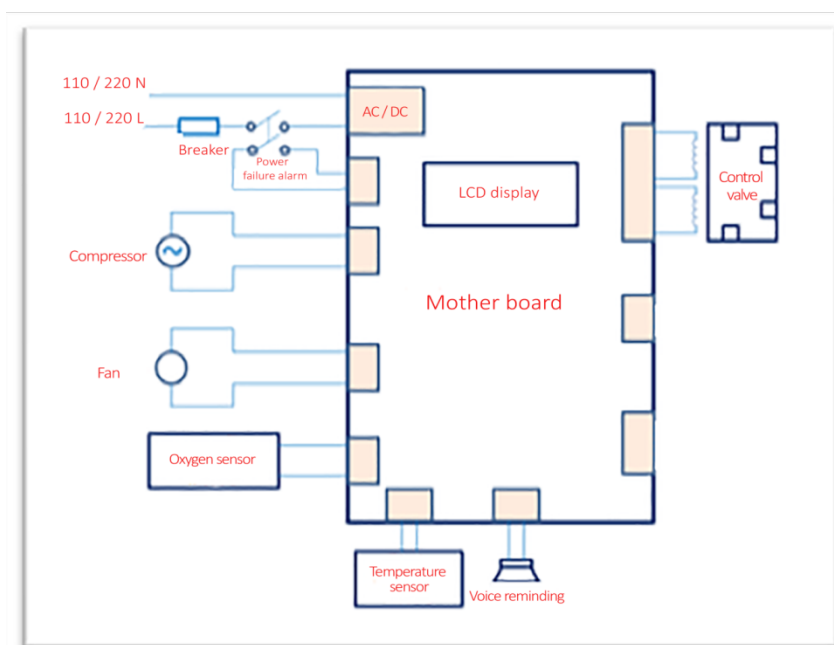 110 / 220 N
110 / 220 L
AC / DC
Breaker
Power
failure alarm
LCD display
Control
valve
Compressor
Mother board
Fan
Oxygen sensor
Temperature
sensor
Voice reminding